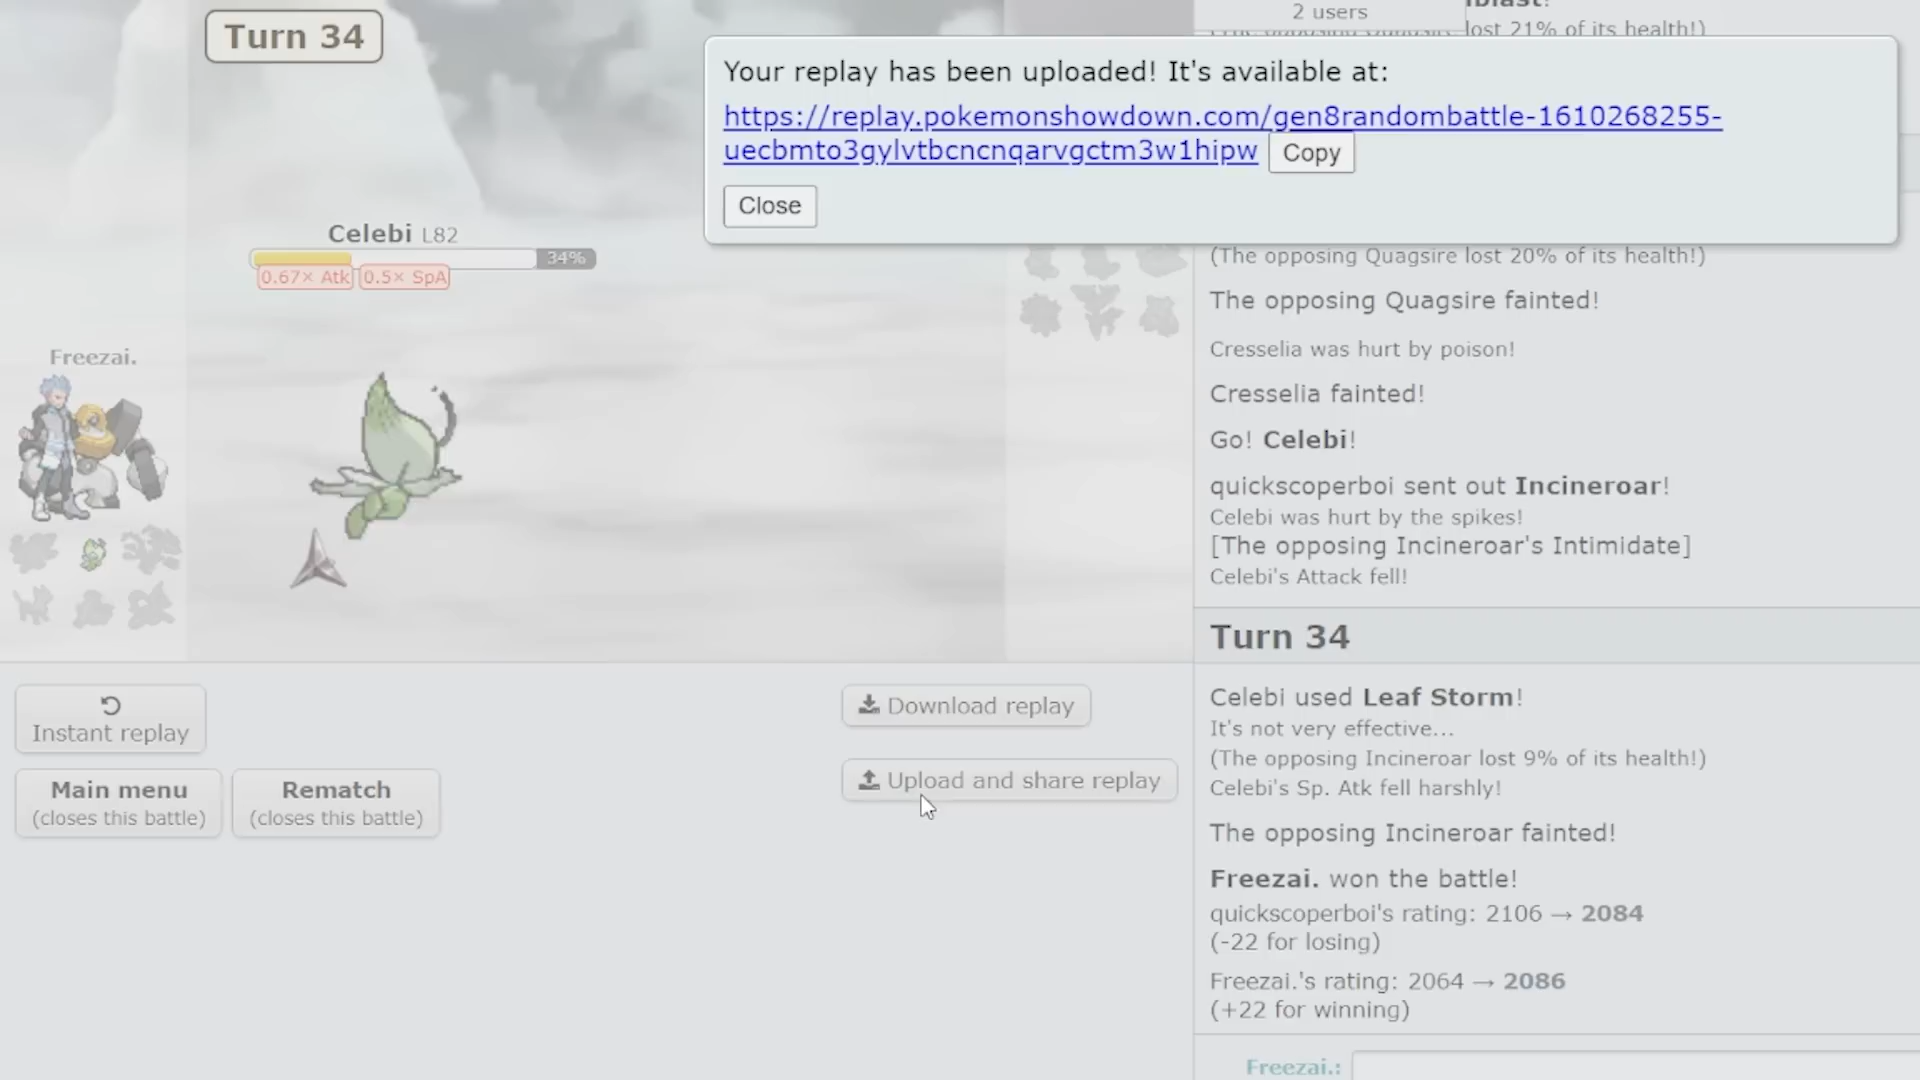 Turn 34
2 users
lost 21% of its health!)
Your replay has been uploaded! It's available at:
https://replay.pokemonshowdown.com/gen8randombattle-1610268255-
uecbmto3gylvtbcncnqarvgctm3w1hipw Copy
Close
Celebi L82
34%
0.67× Atk 0.5× SpA
Freezai.
Instant replay
Main menu
(closes this battle)
Rematch
(closes this battle)
Download replay
Upload and share replay
(The opposing Quagsire lost 20% of its health!)
The opposing Quagsire fainted!
Cresselia was hurt by poison!
Cresselia fainted!
Go! Celebi!
quickscoperboi sent out Incineroar!
Celebi was hurt by the spikes!
[The opposing Incineroar's Intimidate]
Celebi's Attack fell!
Turn 34
Celebi used Leaf Storm!
It's not very effective...
(The opposing Incineroar lost 9% of its health!)
Celebi's Sp. Atk fell harshly!
The opposing Incineroar fainted!
Freezai. won the battle!
quickscoperboi's rating: 2106 → 2084
(-22 for losing)
Freezai.'s rating: 2064 → 2086
(+22 for winning)
Freezai.: